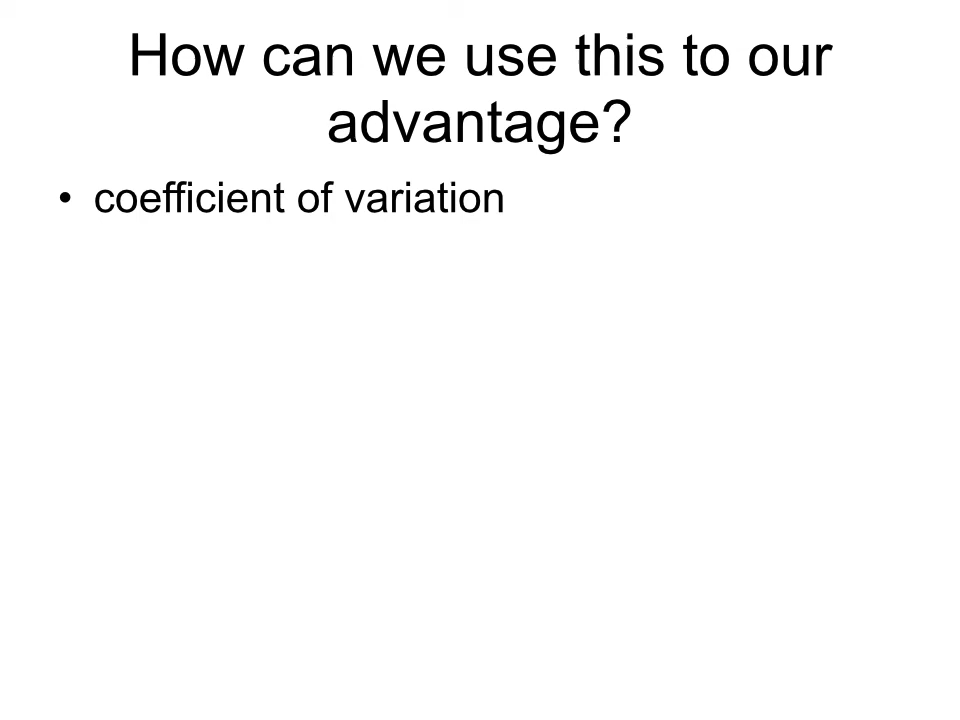 How can we use this to our
advantage?
• coefficient of variation